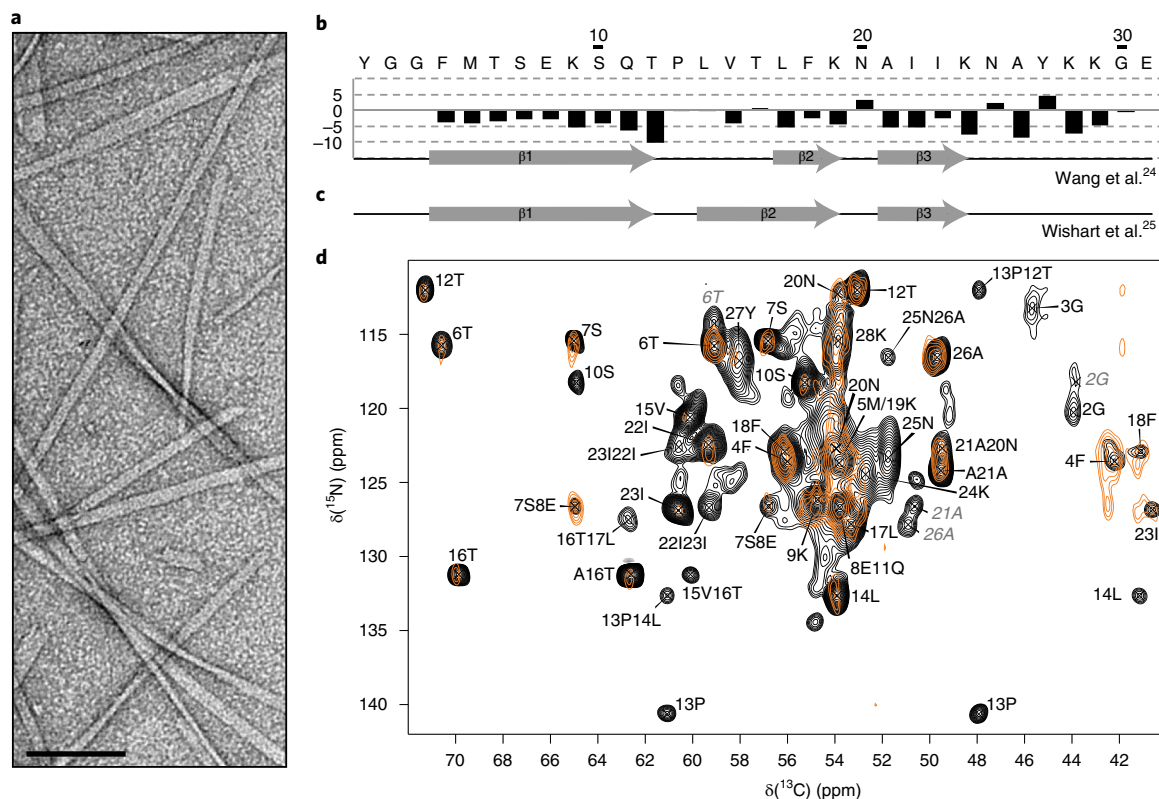 a
b
10 20 30
Y G G F M T S E K S Q T P L V T L F K N A I I K N A Y K K G E
5
0
−5
−10
β1 β2 β3
Wang et al.24
c
β1 β2 β3
Wishart et al.25
d
12T
6T
7S
10S
6T
6T
27Y
7S
20N
12T
13P12T
3G
28K
25N26A
26A
10S
2G
2G
15V
22I
23I22I
18F
4F
20N
5M/19K
25N
21A20N
A21A
18F
4F
24K
7S8E
23I
22I23I
7S8E
9K
17L
21A
26A
23I
16T17L
8E11Q
16T
A16T
15V16T
13P14L
14L
14L
13P
13P
115
120
125
130
135
140
δ(15N) (ppm)
70 68 66 64 62 60 58 56 54 52 50 48 46 44 42
δ(13C) (ppm)